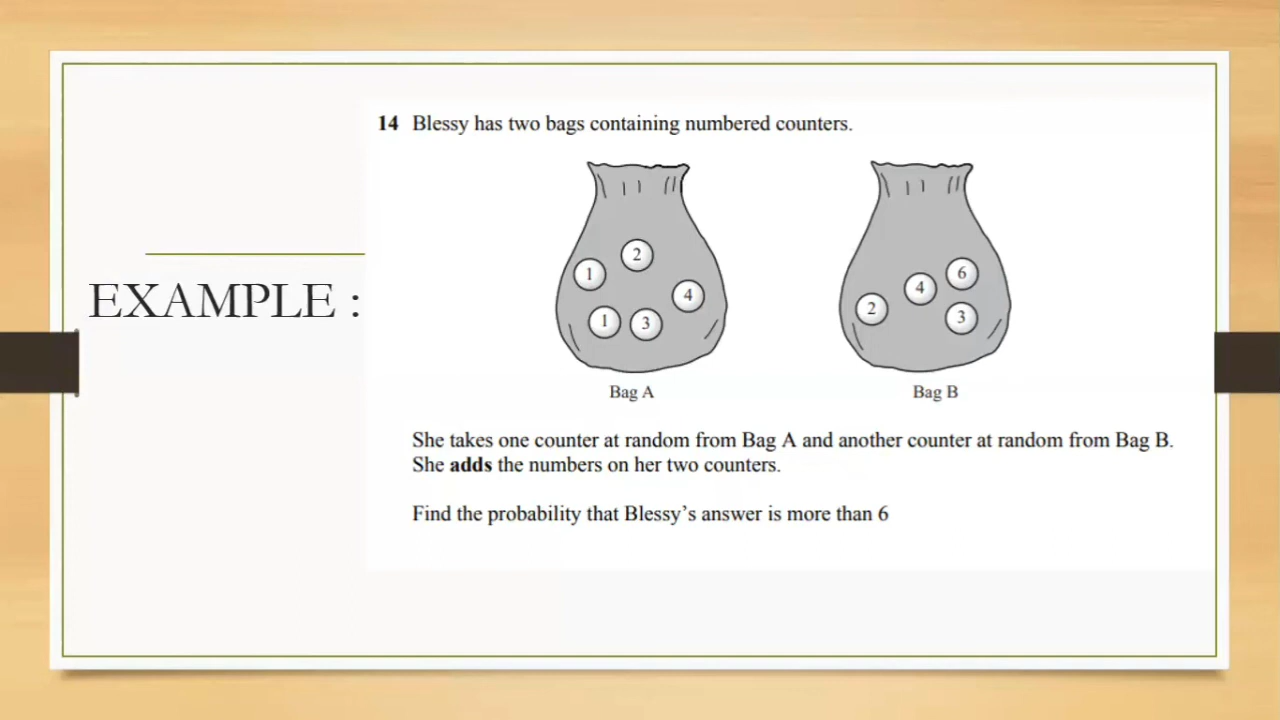 EXAMPLE :
14 Blessy has two bags containing numbered counters.
2
1
4
1
3
6
4
2
3
Bag A
Bag B
She takes one counter at random from Bag A and another counter at random from Bag B.
She adds the numbers on her two counters.
Find the probability that Blessy’s answer is more than 6